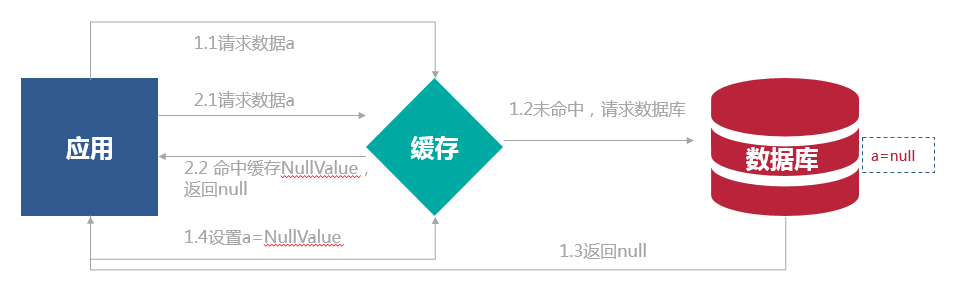 1.1请求数据a
2.1请求数据a
1.2未命中，请求数据库
应用
缓存
数据库
a=null
2.2 命中缓存NullValue，
返回null
1.4设置a=NullValue
1.3返回null